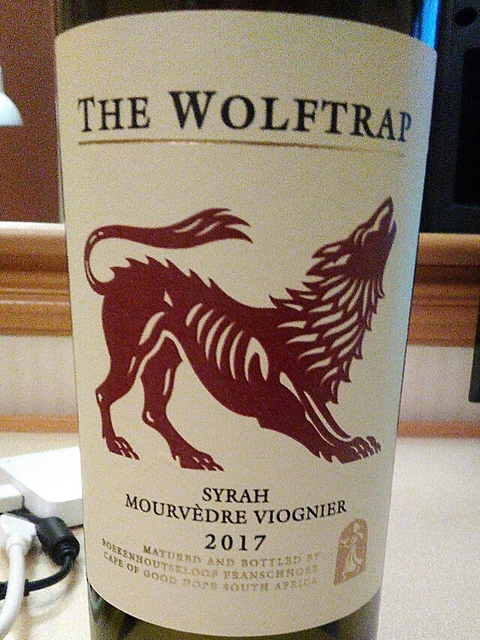 THE WOLFTRAP
SYRAH
MOURVÈDRE VIOGNIER
2017
MATURED AND BOTTLED BY
BOEKENHOUTSKLOOF FRANSCHHOEK
CAPE OF GOOD HOPE SOUTH AFRICA